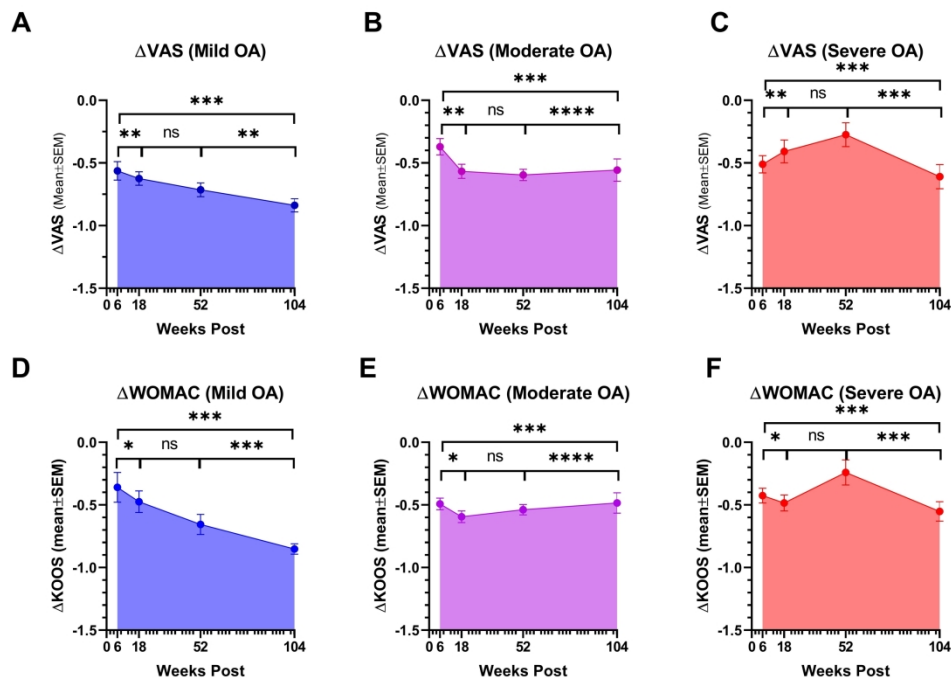 A
ΔVAS (Mild OA)
***
** ns **
0.0
-0.5
-1.0
-1.5
ΔVAS (Mean±SEM)
0 6 18 52 104
Weeks Post
B
ΔVAS (Moderate OA)
***
** ns ****
0.0
-0.5
-1.0
-1.5
ΔVAS (Mean±SEM)
0 6 18 52 104
Weeks Post
C
ΔVAS (Severe OA)
***
** ns ***
0.0
-0.5
-1.0
-1.5
ΔVAS (Mean±SEM)
0 6 18 52 104
Weeks Post
D
ΔWOMAC (Mild OA)
***
* ns ***
0.0
-0.5
-1.0
-1.5
ΔKOOS (mean±SEM)
0 6 18 52 104
Weeks Post
E
ΔWOMAC (Moderate OA)
***
* ns ****
0.0
-0.5
-1.0
-1.5
ΔKOOS (mean±SEM)
0 6 18 52 104
Weeks Post
F
ΔWOMAC (Severe OA)
***
* ns ***
0.0
-0.5
-1.0
-1.5
ΔKOOS (mean±SEM)
0 6 18 52 104
Weeks Post